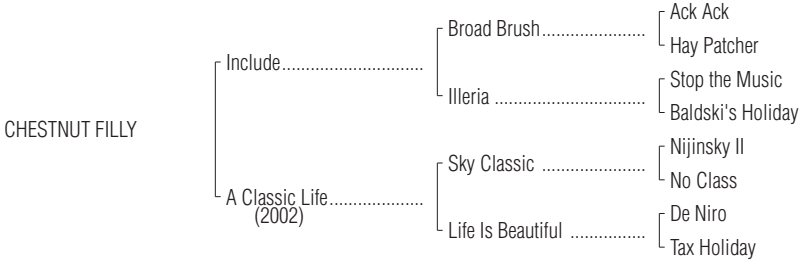 Ack Ack
Broad Brush......................
Hay Patcher
Include..............................
Stop the Music
Illeria ................................
Baldski's Holiday
CHESTNUT FILLY
Nijinsky II
Sky Classic ......................
No Class
A Classic Life....................
(2002)
De Niro
Life Is Beautiful ................
Tax Holiday